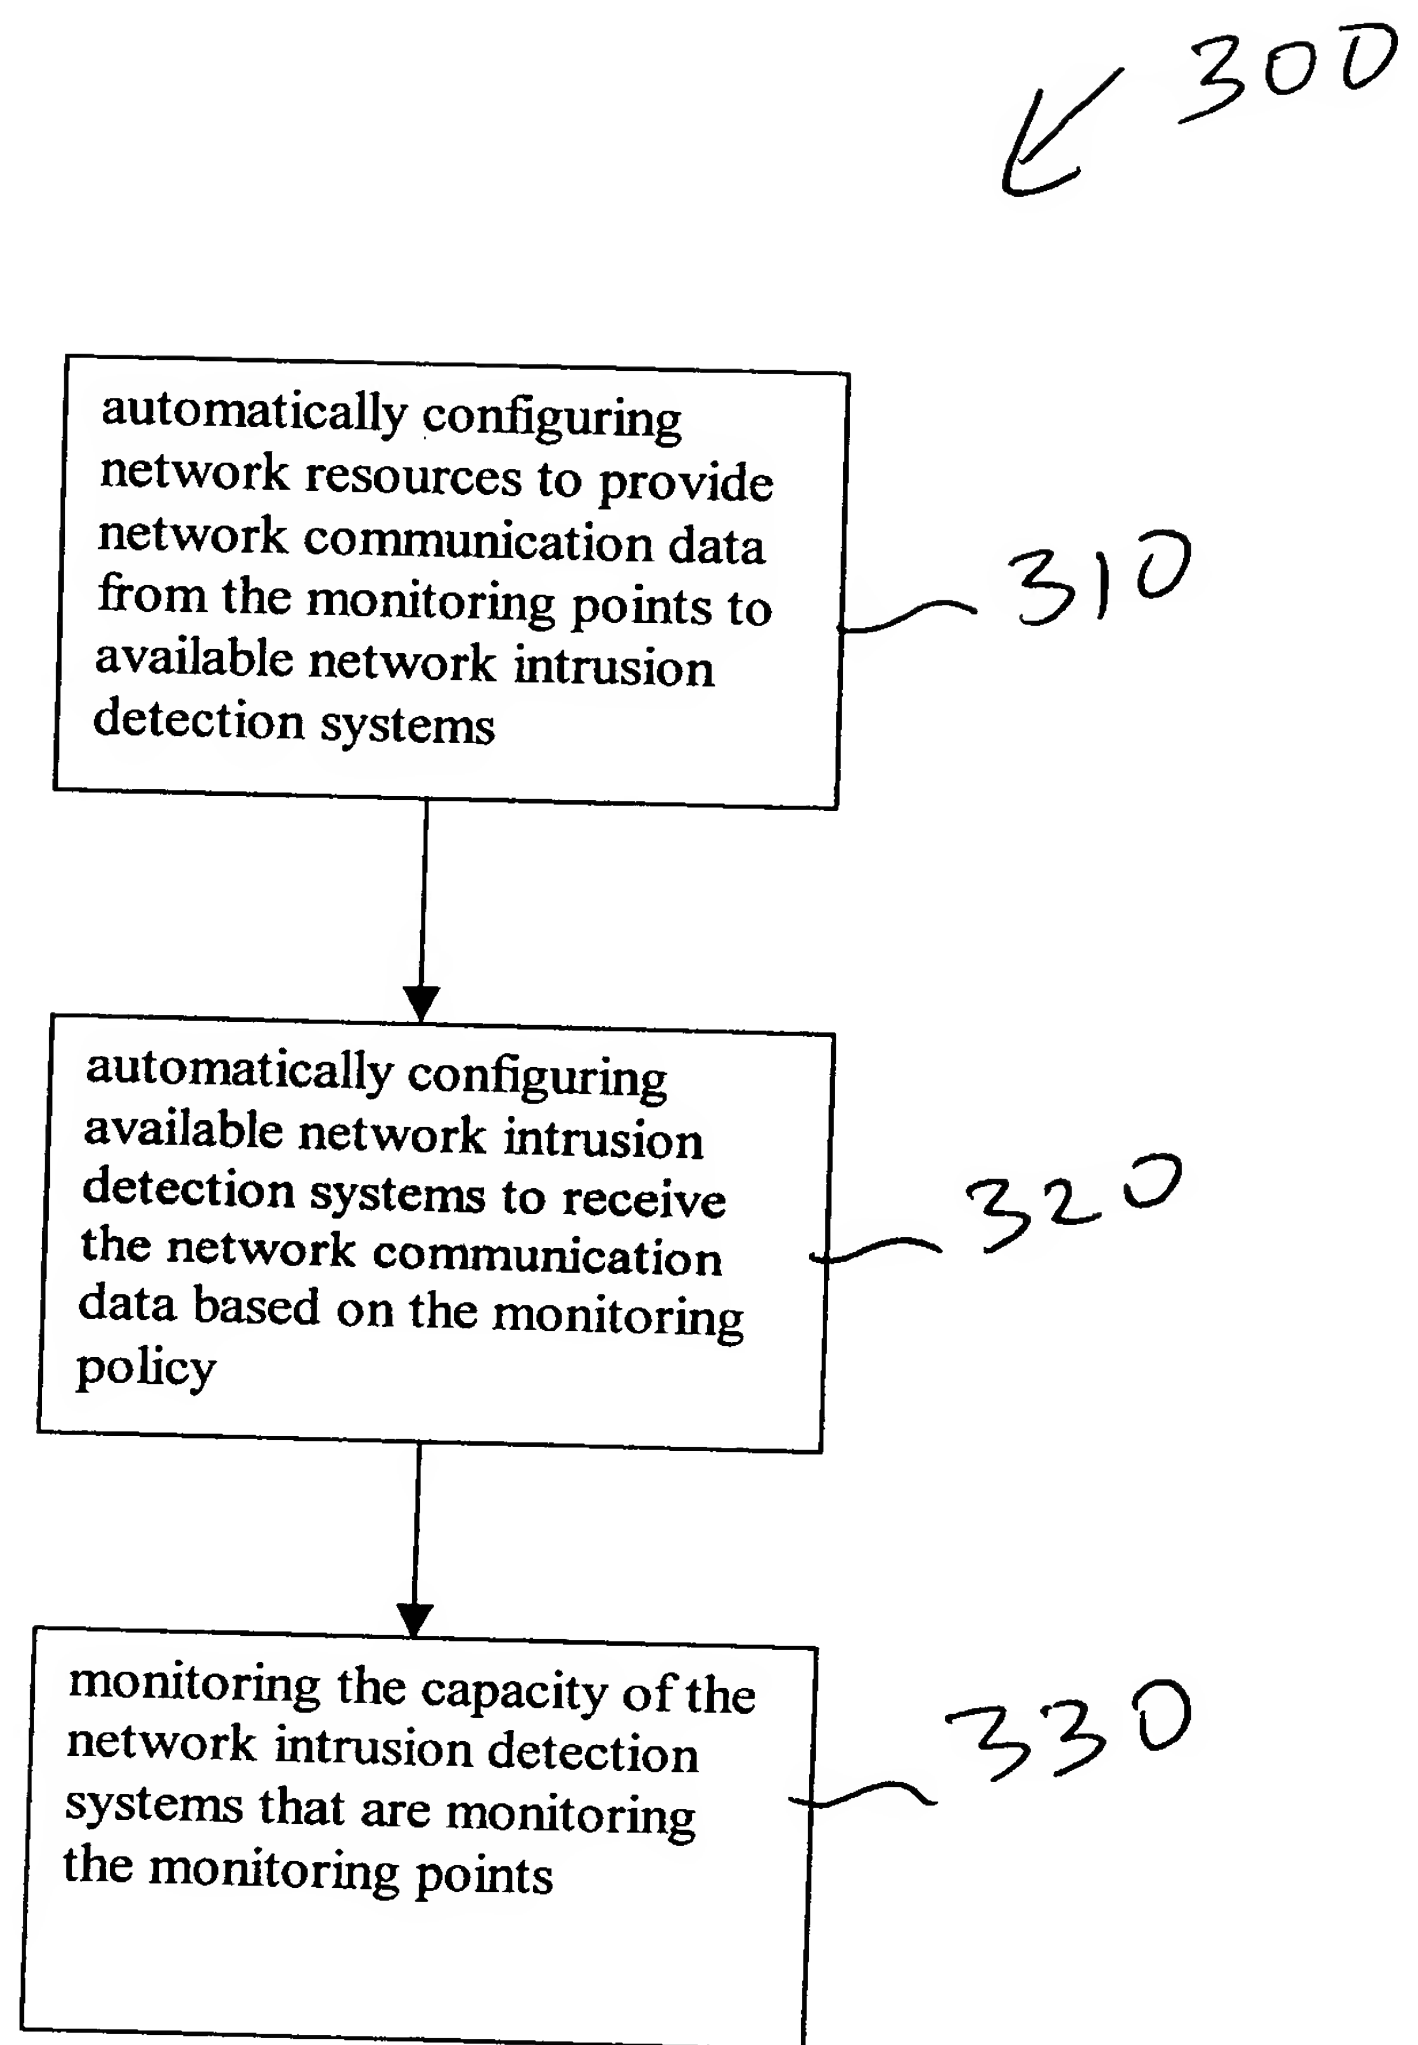 300
automatically configuring
network resources to provide
network communication data
from the monitoring points to
available network intrusion
detection systems
310
automatically configuring
available network intrusion
detection systems to receive
the network communication
data based on the monitoring
policy
320
monitoring the capacity of the
network intrusion detection
systems that are monitoring
the monitoring points
330